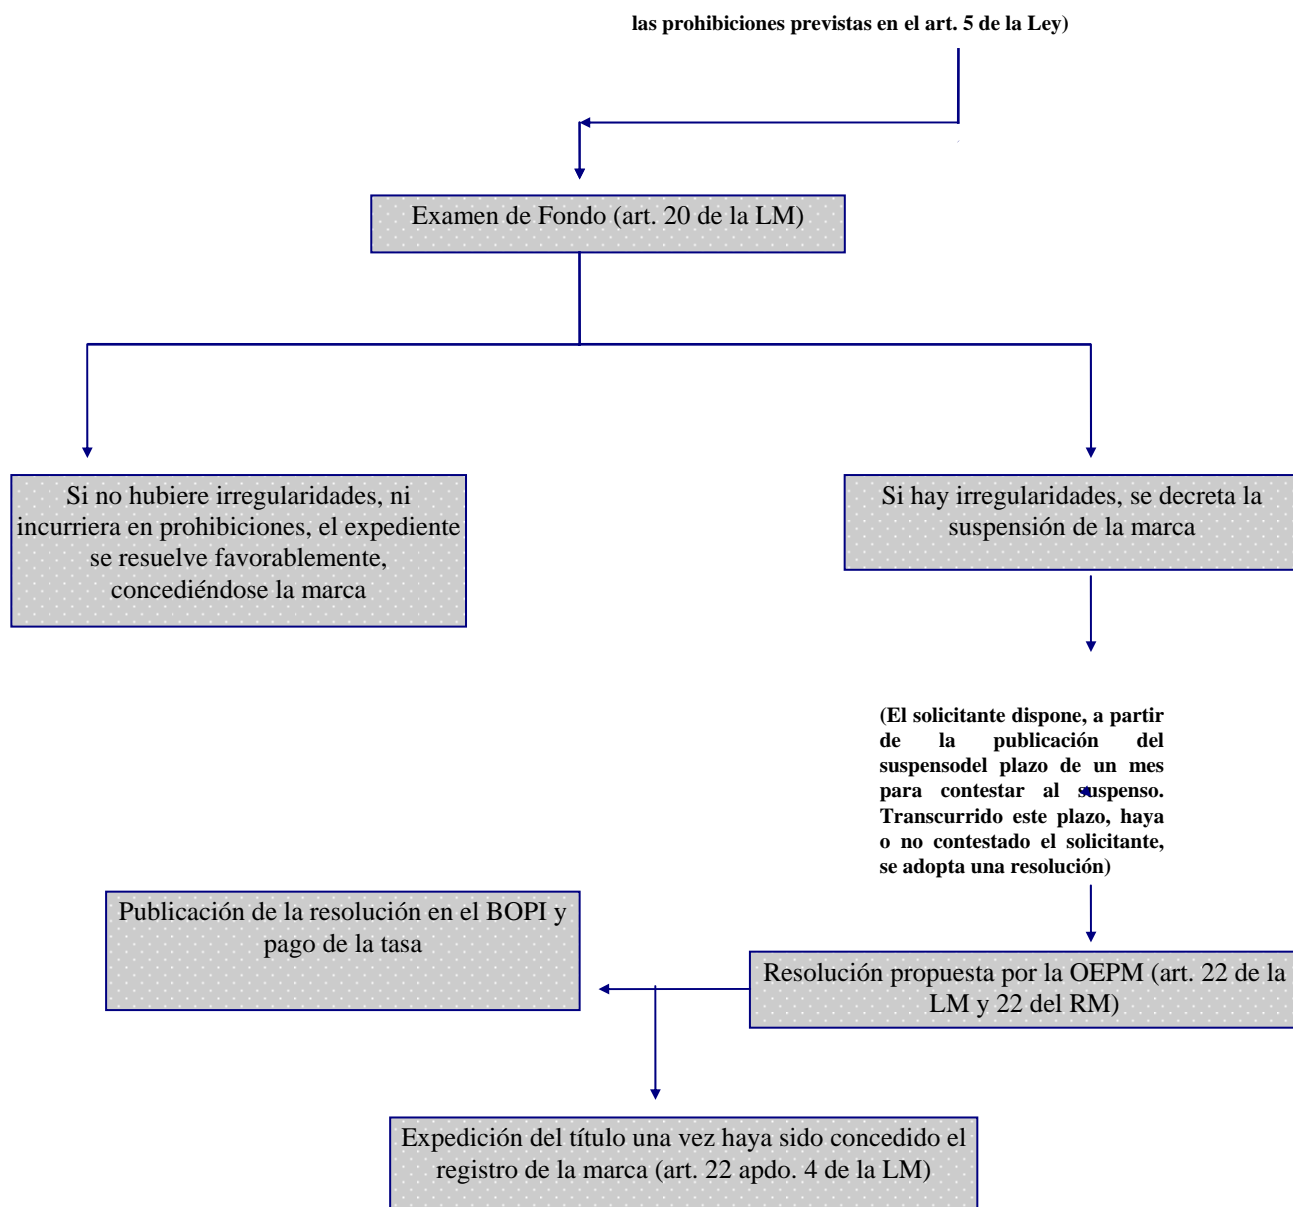 las prohibiciones previstas en el art. 5 de la Ley)
Examen de Fondo (art. 20 de la LM)
Si no hubiere irregularidades, ni
incurriera en prohibiciones, el expediente
se resuelve favorablemente,
concediéndose la marca
Si hay irregularidades, se decreta la
suspensión de la marca
(El solicitante dispone, a partir
de la publicación del
suspensodel plazo de un mes
para contestar al suspenso.
Transcurrido este plazo, haya
o no contestado el solicitante,
se adopta una resolución)
Publicación de la resolución en el BOPI y
pago de la tasa
Resolución propuesta por la OEPM (art. 22 de la
LM y 22 del RM)
Expedición del título una vez haya sido concedido el
registro de la marca (art. 22 apdo. 4 de la LM)